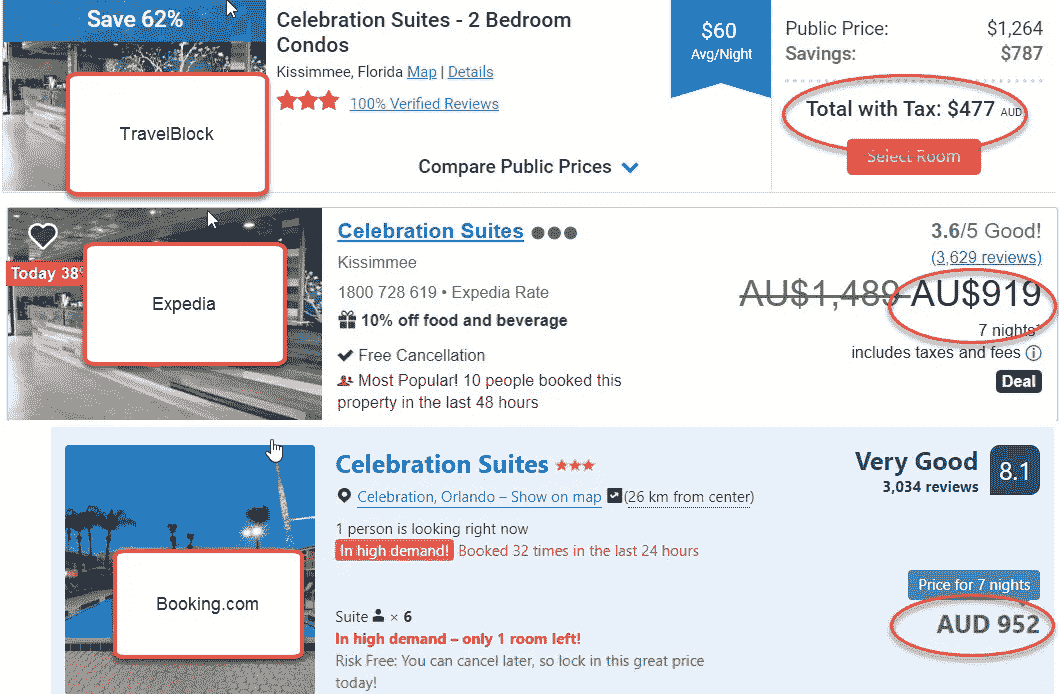 Save 62%
Celebration Suites - 2 Bedroom
Condos
Kissimmee, Florida Map | Details
100% Verified Reviews
TravelBlock
Compare Public Prices
$60
Avg/Night
Public Price: $1,264
Savings: $787
Total with Tax: $477 AUD
Select Room
Today 38
Expedia
Celebration Suites
Kissimmee
1800 728 619 • Expedia Rate
10% off food and beverage
Free Cancellation
Most Popular! 10 people booked this
property in the last 48 hours
3.6/5 Good!
(3,629 reviews)
AU$1,489 AU$919
7 nights*
includes taxes and fees
Deal
Booking.com
Celebration Suites
Celebration, Orlando – Show on map (26 km from center)
1 person is looking right now
In high demand! Booked 32 times in the last 24 hours
Suite × 6
In high demand – only 1 room left!
Risk Free: You can cancel later, so lock in this great price
today!
Very Good 8.1
3,034 reviews
Price for 7 nights
AUD 952